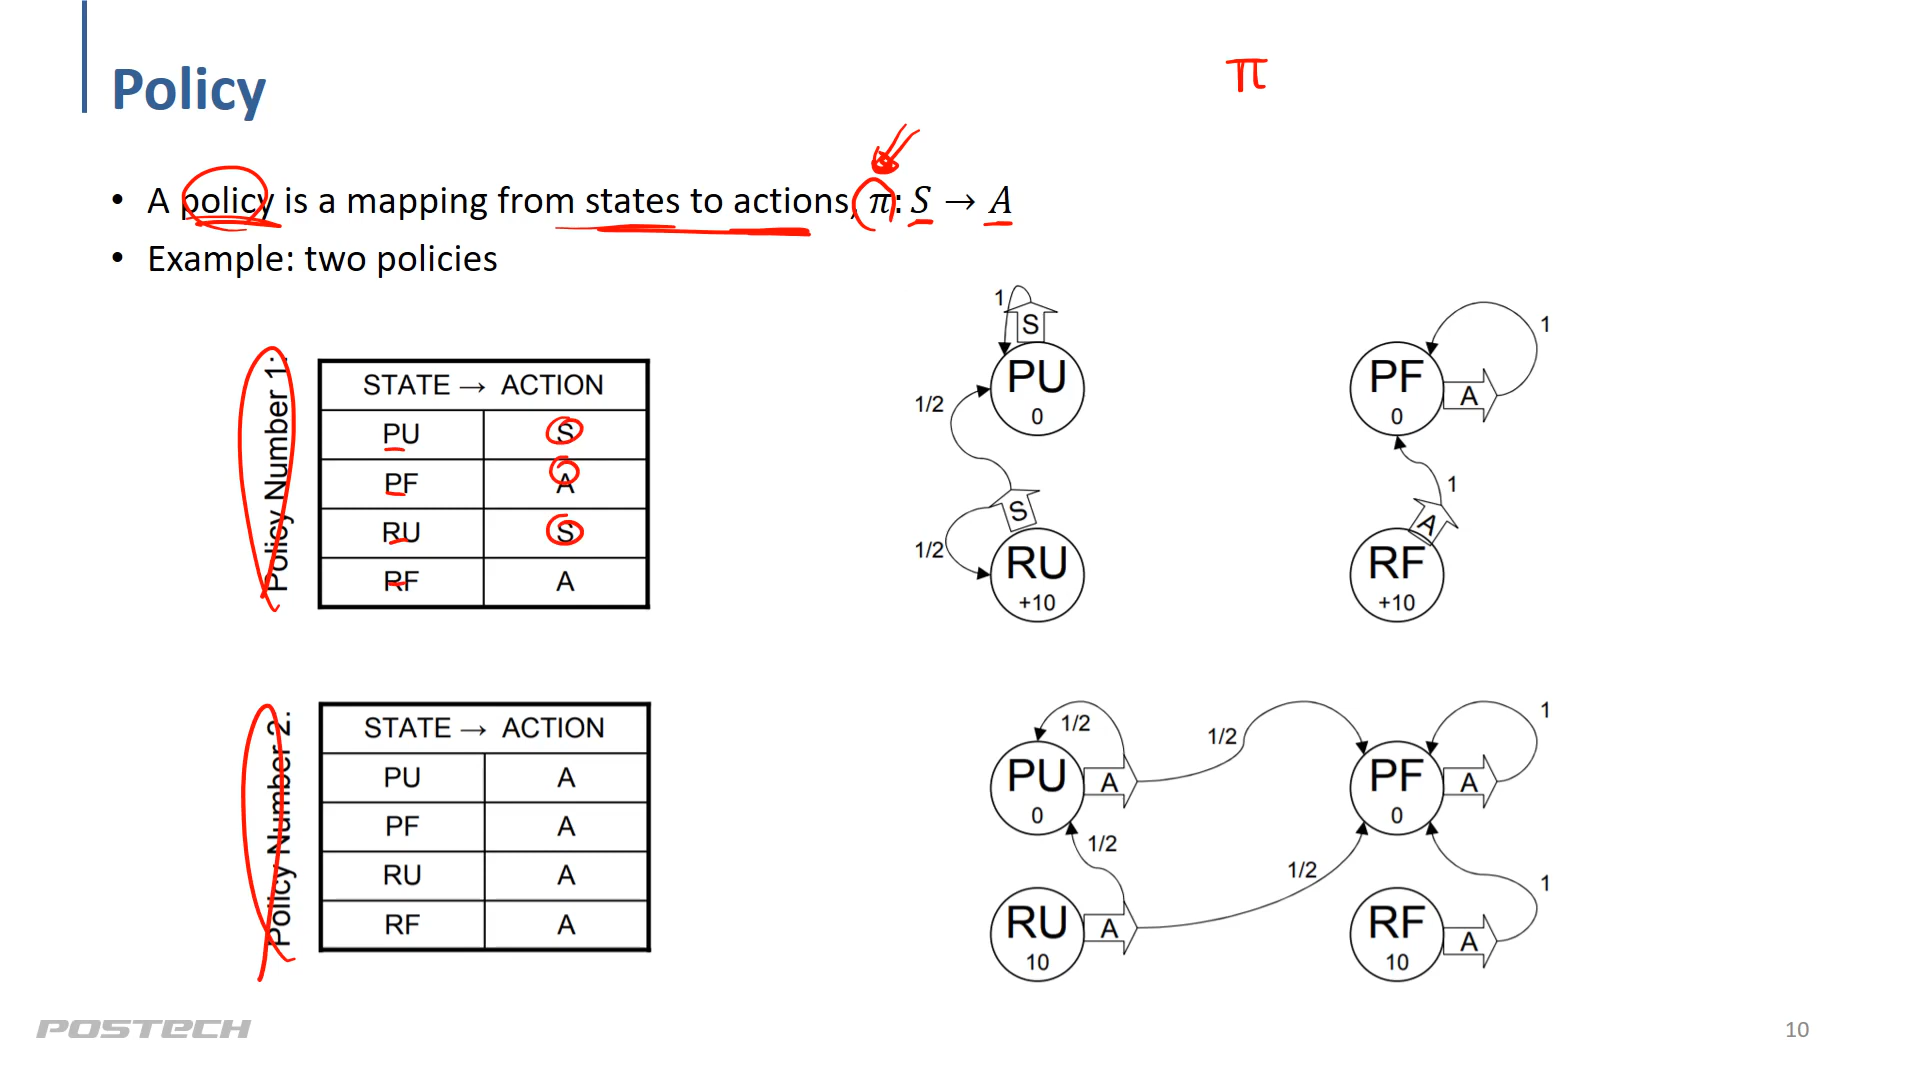 π
Policy
• A policy is a mapping from states to actions, π: S → A
• Example: two policies
Policy Number 1:
STATE → ACTION
PU S
PF A
RU S
RF A
1
S
PU
0
1/2
S
1/2
RU
+10
1
PF
0
A
1
A
RF
+10
Policy Number 2:
STATE → ACTION
PU A
PF A
RU A
RF A
1/2
PU
0
A
1/2
1
PF
0
A
1/2
1/2
RU
10
A
1
RF
10
A
POSTECH
10